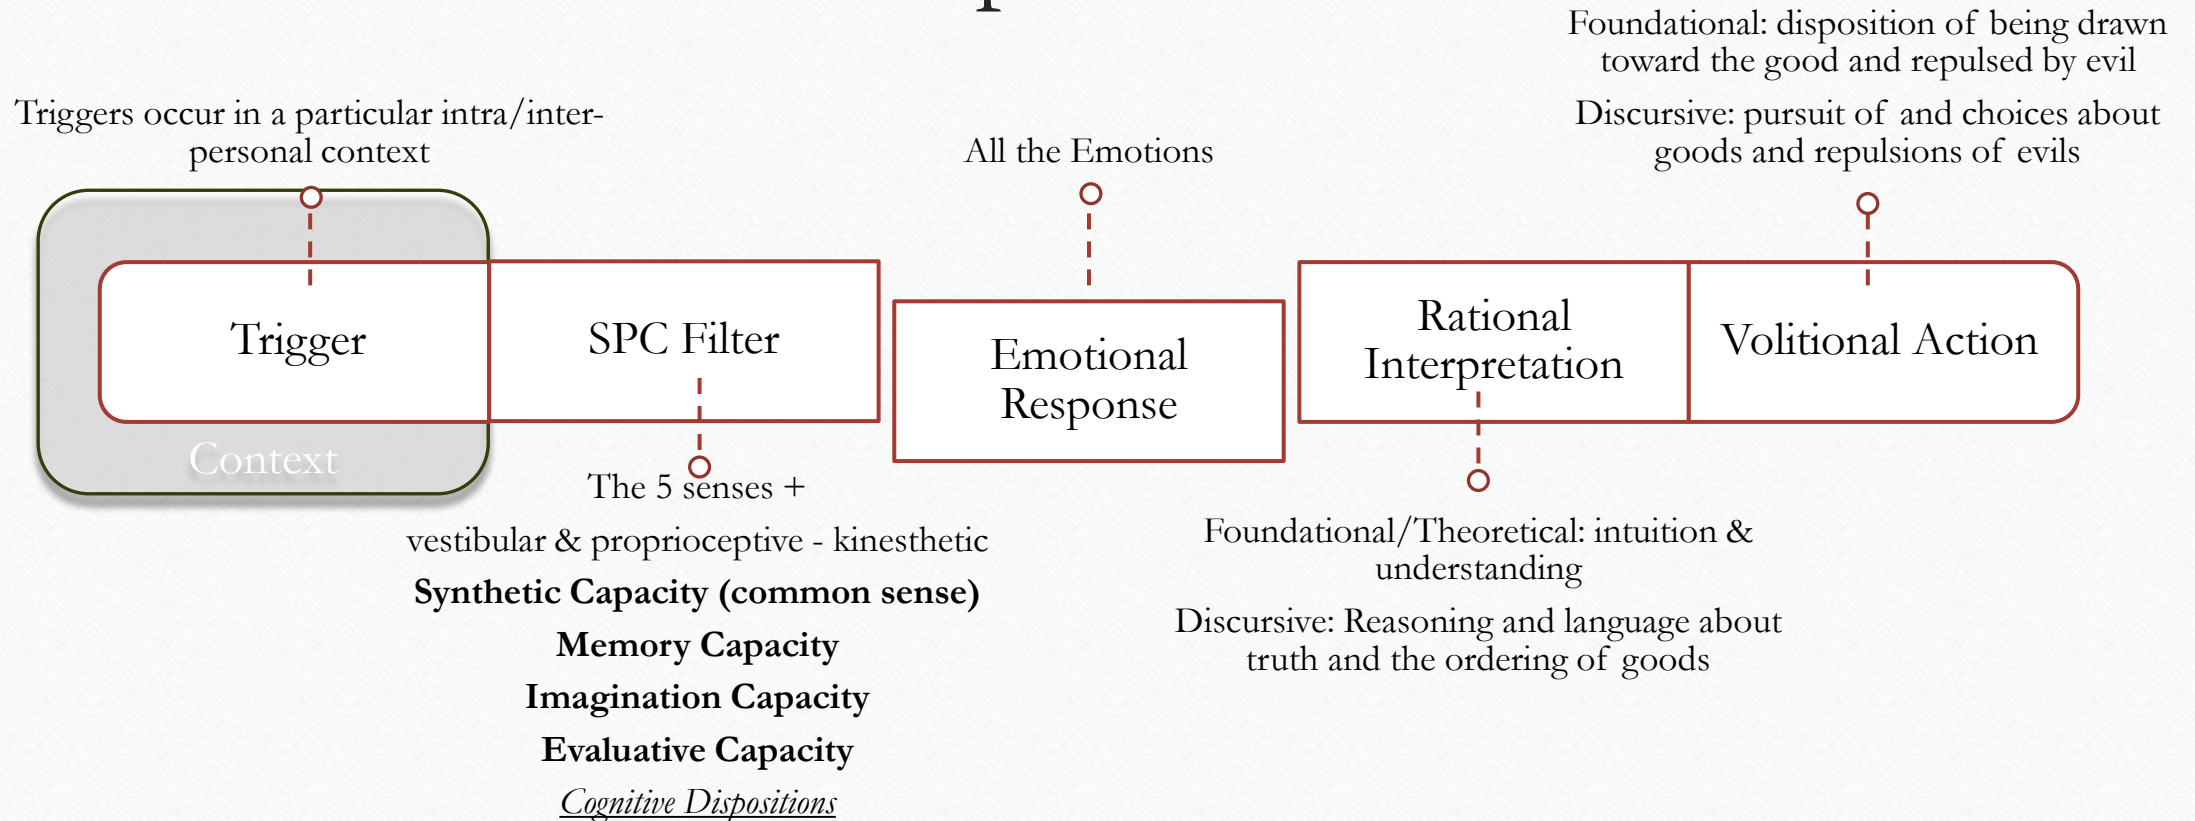 Foundational: disposition of being drawn
toward the good and repulsed by evil
Discursive: pursuit of and choices about
goods and repulsions of evils
Triggers occur in a particular intra/inter-
personal context
All the Emotions
Trigger
SPC Filter
Emotional
Response
Rational
Interpretation
Volitional Action
Context
The 5 senses +
vestibular & proprioceptive - kinesthetic
Synthetic Capacity (common sense)
Memory Capacity
Imagination Capacity
Evaluative Capacity
Cognitive Dispositions
Foundational/Theoretical: intuition &
understanding
Discursive: Reasoning and language about
truth and the ordering of goods